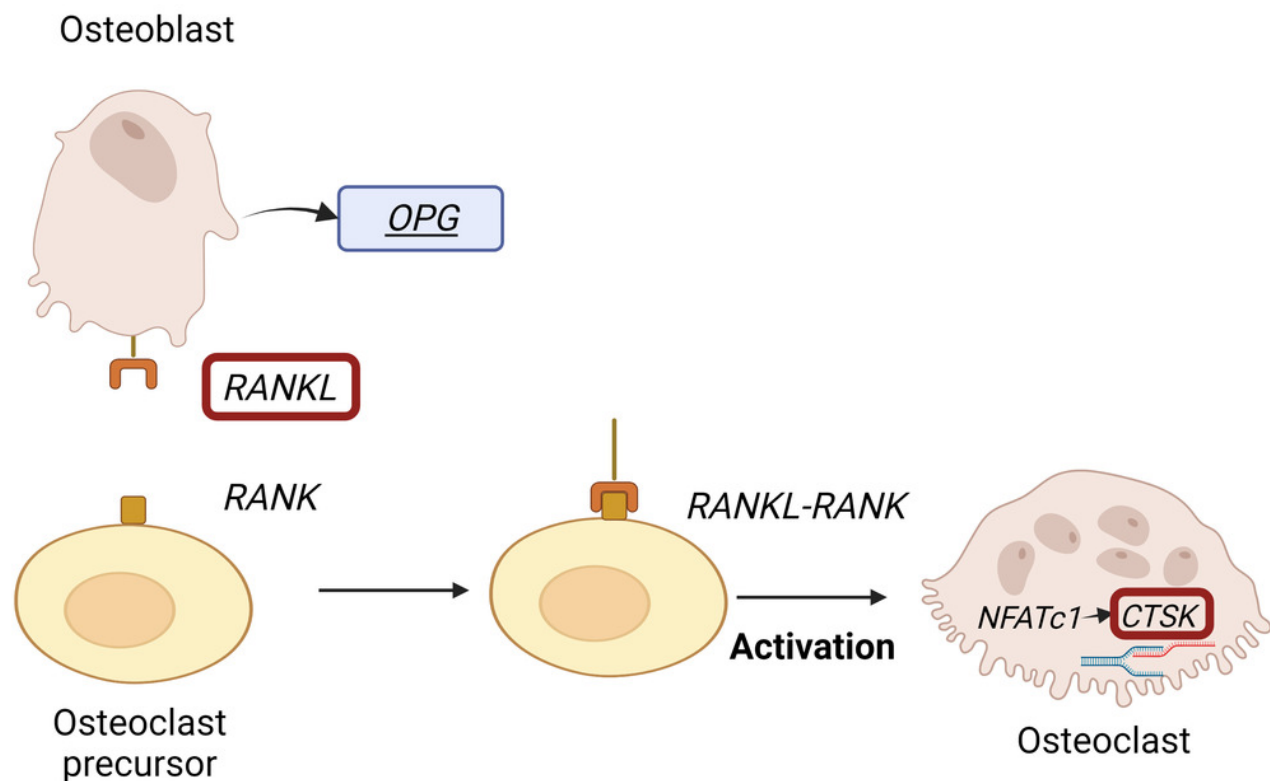 Osteoblast
OPG
RANKL
RANK
RANKL-RANK
Activation
NFATc1
CTSK
Osteoclast
precursor
Osteoclast